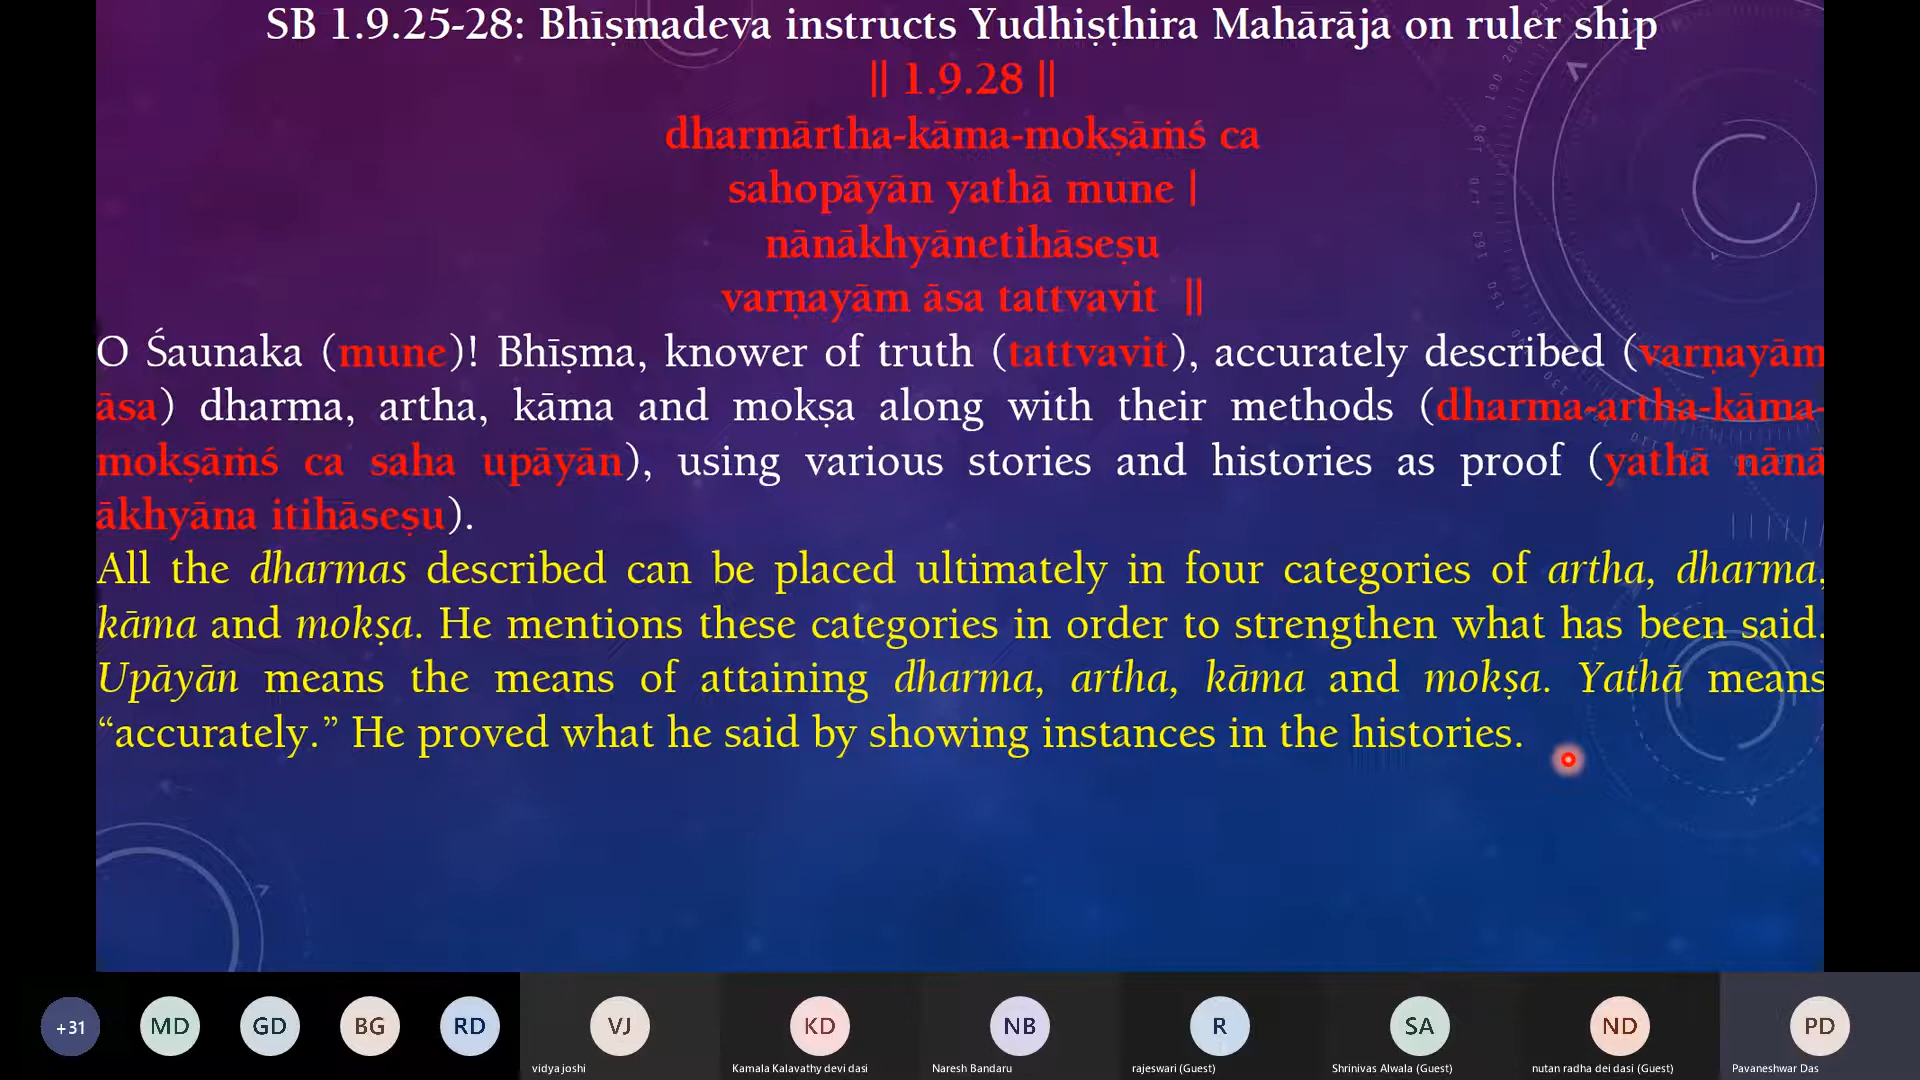 SB 1.9.25-28: Bhīṣmadeva instructs Yudhiṣṭhira Mahārāja on ruler ship
|| 1.9.28 ||
dharmārtha-kāma-mokṣāṁś ca
sahopāyān yathā mune |
nānākhyānetihāseṣu
varṇayām āsa tattvavit ||
O Śaunaka (mune)! Bhīṣma, knower of truth (tattvavit), accurately described (varṇayām
āsa) dharma, artha, kāma and mokṣa along with their methods (dharma-artha-kāma-
mokṣāṁś ca saha upāyān), using various stories and histories as proof (yathā nānā
ākhyāna itihāseṣu).
All the dharmas described can be placed ultimately in four categories of artha, dharma,
kāma and mokṣa. He mentions these categories in order to strengthen what has been said.
Upāyān means the means of attaining dharma, artha, kāma and mokṣa. Yathā means
“accurately.” He proved what he said by showing instances in the histories.
+31 MD GD BG RD VJ KD NB R SA ND PD
vidya joshi Kamala Kalavathy devi dasi Naresh Bandaru rajeswari (Guest) Shrinivas Alwala (Guest) nutan radha dei dasi (Guest) Pavaneshwar Das